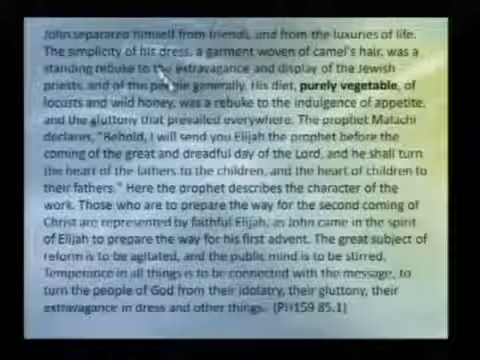 John separated himself from friends, and from the luxuries of life.
The simplicity of his dress, a garment woven of camel's hair, was a
standing rebuke to the extravagance and display of the Jewish
priests, and of the people generally. His diet, purely vegetable, of
locusts and wild honey, was a rebuke to the indulgence of appetite,
and the gluttony that prevailed everywhere. The prophet Malachi
declares, "Behold, I will send you Elijah the prophet before the
coming of the great and dreadful day of the Lord, and he shall turn
the heart of the fathers to the children, and the heart of children to
their fathers." Here the prophet describes the character of the
work. Those who are to prepare the way for the second coming of
Christ are represented by faithful Elijah, as John came in the spirit
of Elijah to prepare the way for his first advent. The great subject of
reform is to be agitated, and the public mind is to be stirred.
Temperance in all things is to be connected with the message, to
turn the people of God from their idolatry, their gluttony, their
extravagance in dress and other things. {PH159 85.1}